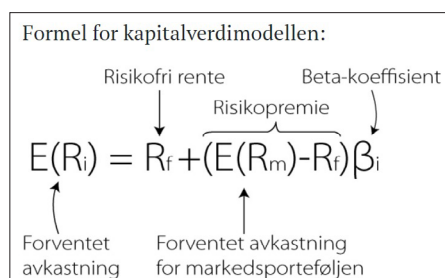 Formel for kapitalverdimodellen:
Risikofri rente
Beta-koeffisient
Risikopremie
E(Ri) = Rf+(E(Rm)-Rf)βi
Forventet avkastning
Forventet avkastning for markedsporteføljen